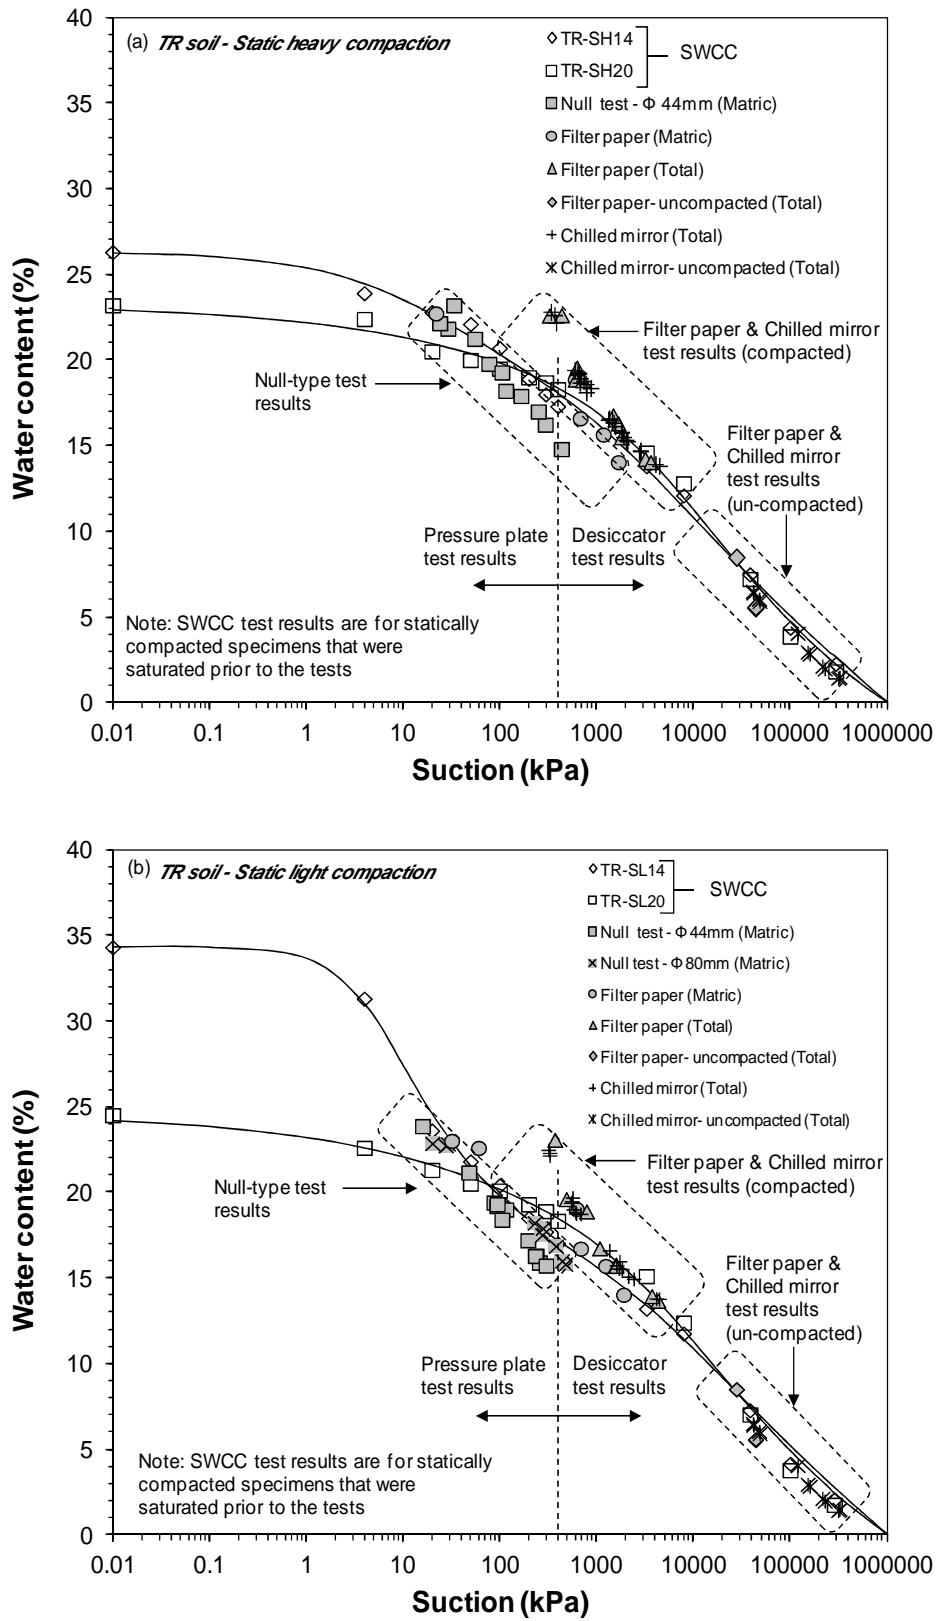 (a) TR soil - Static heavy compaction
TR-SH14
TR-SH20
SWCC
Null test - Φ 44mm (Matric)
Filter paper (Matric)
Filter paper (Total)
Filter paper- uncompacted (Total)
Chilled mirror (Total)
Chilled mirror- uncompacted (Total)
Filter paper & Chilled mirror
test results (compacted)
Null-type test
results
Filter paper &
Chilled mirror
test results
(un-compacted)
Pressure plate
test results
Desiccator
test results
Note: SWCC test results are for statically
compacted specimens that were
saturated prior to the tests
Water content (%)
40
35
30
25
20
15
10
5
0
0.01 0.1 1 10 100 1000 10000 100000 1000000
Suction (kPa)
(b) TR soil - Static light compaction
TR-SL14
TR-SL20
SWCC
Null test - Φ 44mm (Matric)
Null test - Φ 80mm (Matric)
Filter paper (Matric)
Filter paper (Total)
Filter paper- uncompacted (Total)
Chilled mirror (Total)
Chilled mirror- uncompacted (Total)
Filter paper & Chilled mirror
test results (compacted)
Null-type test
results
Filter paper &
Chilled mirror
test results
(un-compacted)
Pressure plate
test results
Desiccator
test results
Note: SWCC test results are for statically
compacted specimens that were
saturated prior to the tests
Water content (%)
40
35
30
25
20
15
10
5
0
0.01 0.1 1 10 100 1000 10000 100000 1000000
Suction (kPa)